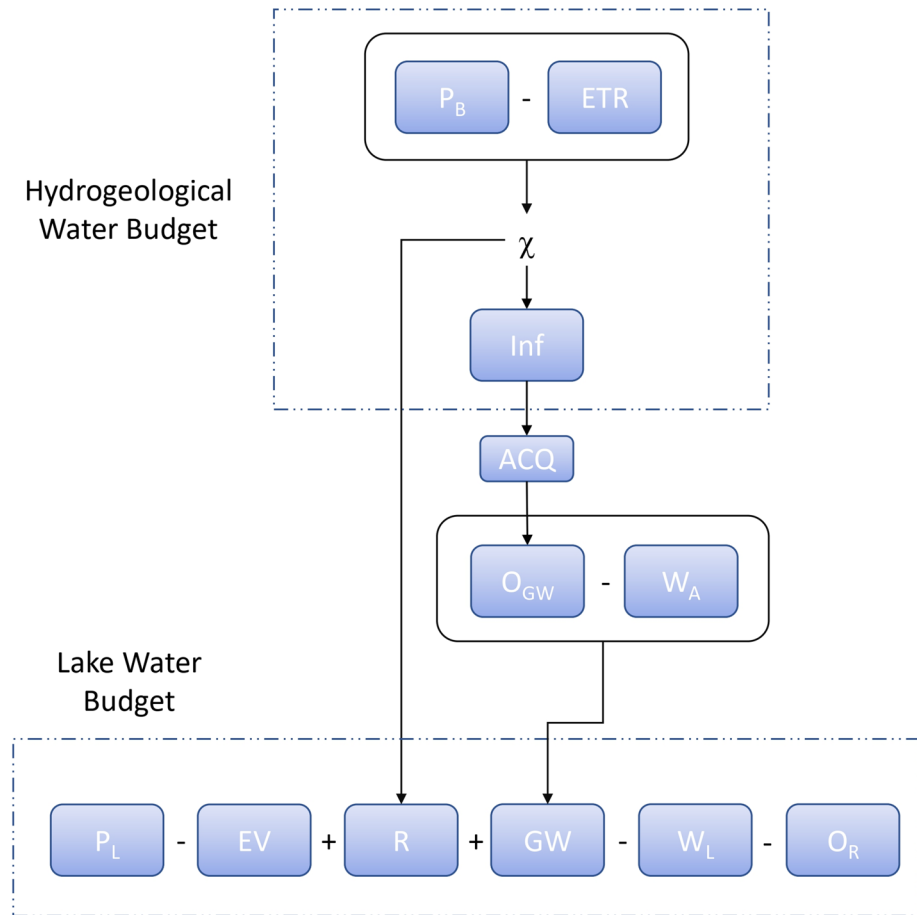 P_B - ETR
Hydrogeological
Water Budget
χ
Inf
ACQ
O_GW - W_A
Lake Water
Budget
P_L - EV + R + GW - W_L - O_R